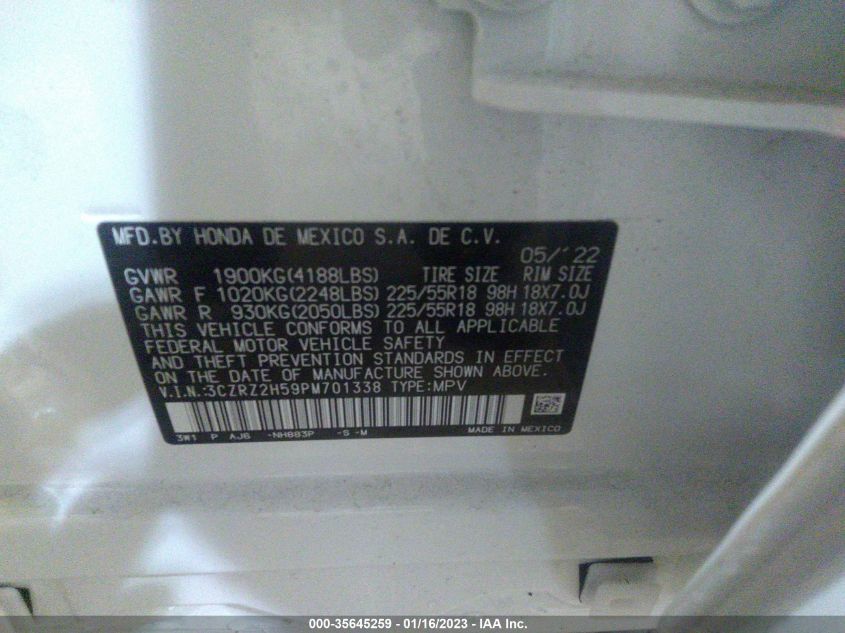 MFD.BY HONDA DE MEXICO S.A. DE C.V.
05/'22
GVWR 1900KG(4188LBS) TIRE SIZE RIM SIZE
GAWR F 1020KG(2248LBS) 225/55R18 98H 18X7.0J
GAWR R 930KG(2050LBS) 225/55R18 98H 18X7.0J
THIS VEHICLE CONFORMS TO ALL APPLICABLE
FEDERAL MOTOR VEHICLE SAFETY
AND THEFT PREVENTION STANDARDS IN EFFECT
ON THE DATE OF MANUFACTURE SHOWN ABOVE.
V.I.N.:3CZRZ2H59PM701338 TYPE:MPV
3W1 P AJ6 -NH883P -S -M MADE IN MEXICO
000-35645259 - 01/16/2023 - IAA Inc.